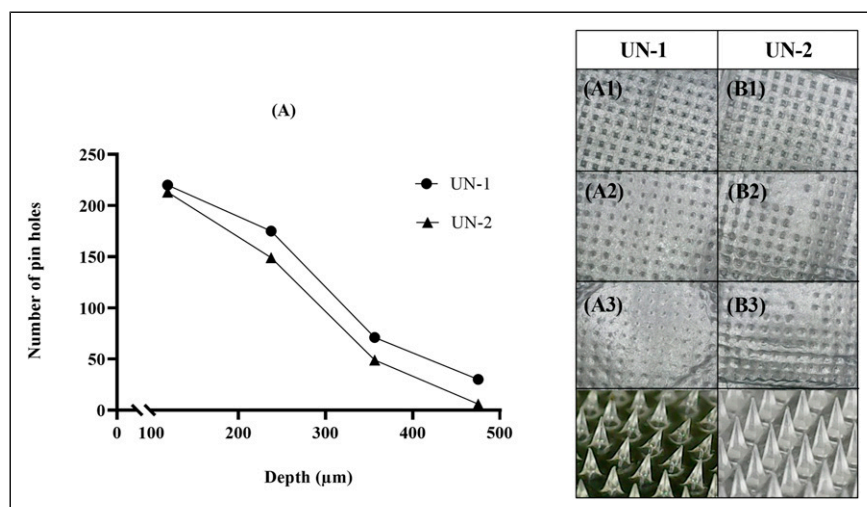 (A)
250
200
150
100
50
0
Number of pin holes
UN-1
UN-2
0 100 200 300 400 500
Depth (µm)
UN-1 UN-2
(A1) (B1)
(A2) (B2)
(A3) (B3)